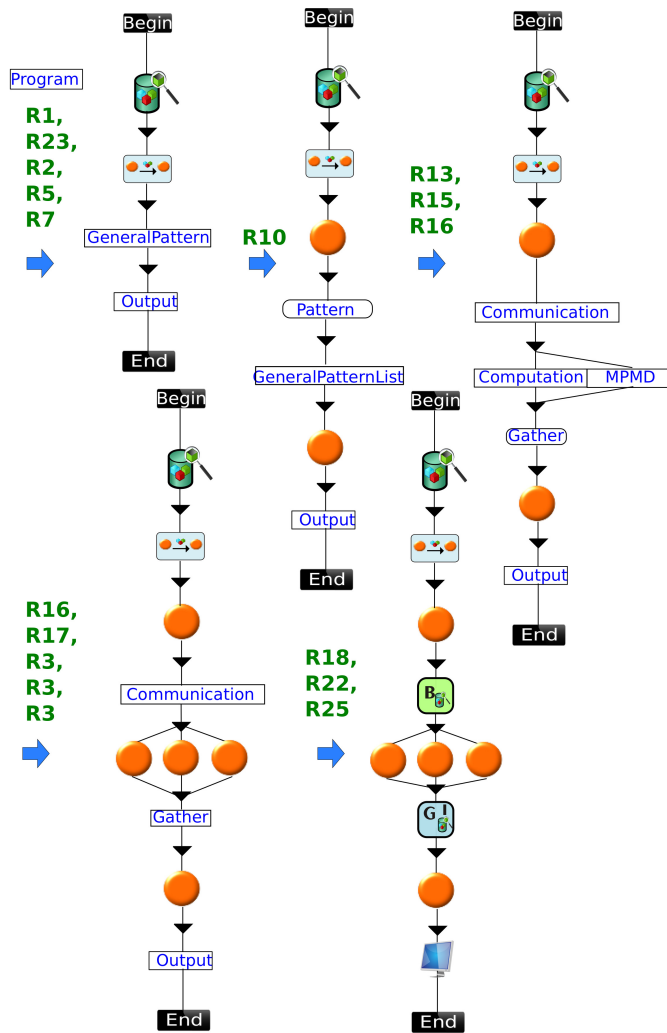 Program
R1,
R23,
R2,
R5,
R7
Begin
GeneralPattern
Output
End
R10
Begin
Pattern
GeneralPatternList
Output
End
R13,
R15,
R16
Begin
Communication
Computation MPMD
Gather
Output
End
R16,
R17,
R3,
R3,
R3
Begin
Communication
Gather
Output
End
R18,
R22,
R25
Begin
B
G I
End